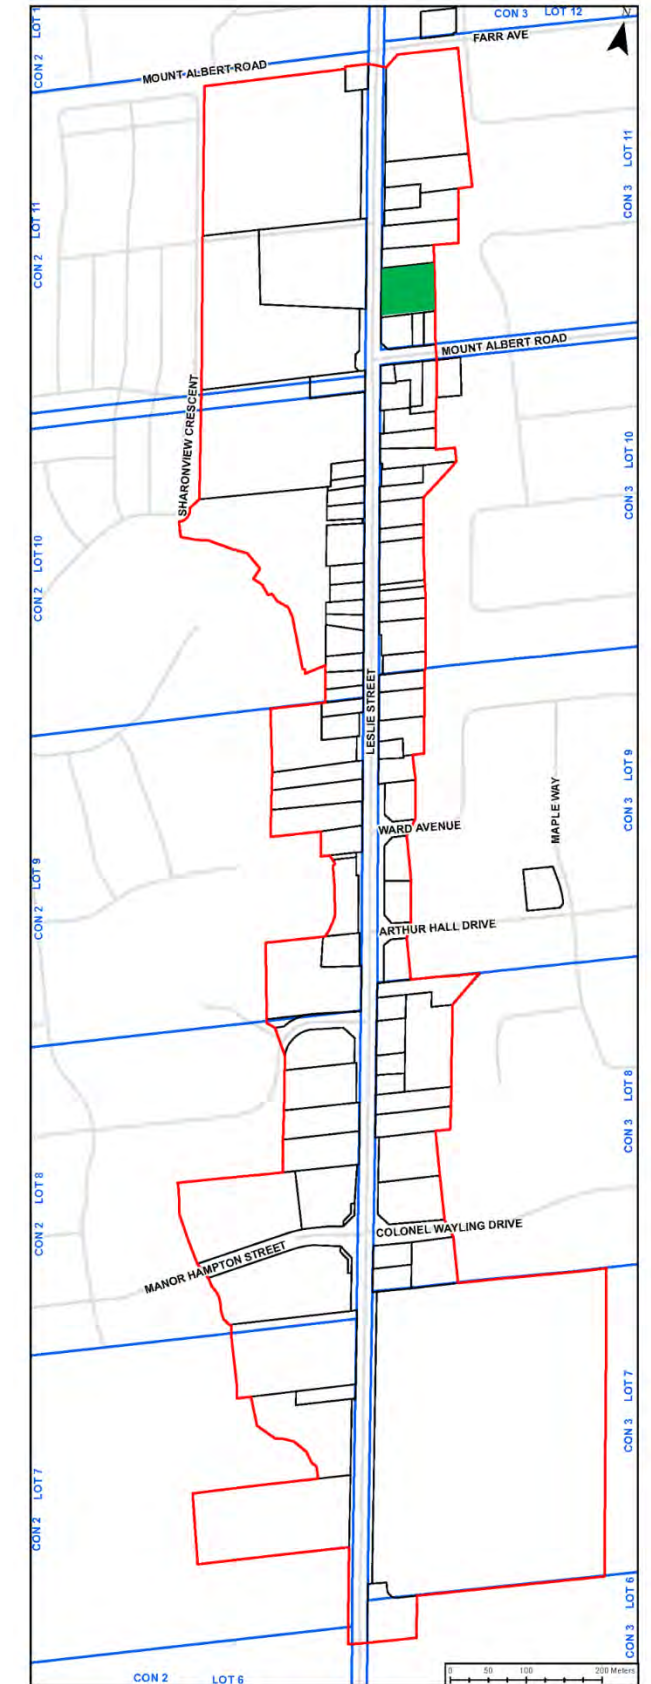 CON 3 LOT 12
N
LOT 1
CON 2
FARR AVE
MOUNT ALBERT ROAD
LOT 11
CON 3
LOT 11
CON 2
MOUNT ALBERT ROAD
SHARONVIEW CRESCENT
LOT 10
CON 3
LOT 10
CON 2
LESLIE STREET
LOT 9
CON 3
MAPLE WAY
WARD AVENUE
LOT 9
CON 2
ARTHUR HALL DRIVE
LOT 8
CON 3
LOT 8
CON 2
COLONEL WAYLING DRIVE
MANOR HAMPTON STREET
LOT 7
CON 3
LOT 7
CON 2
LOT 6
CON 3
CON 2 LOT 6
0 50 100 200 Meters